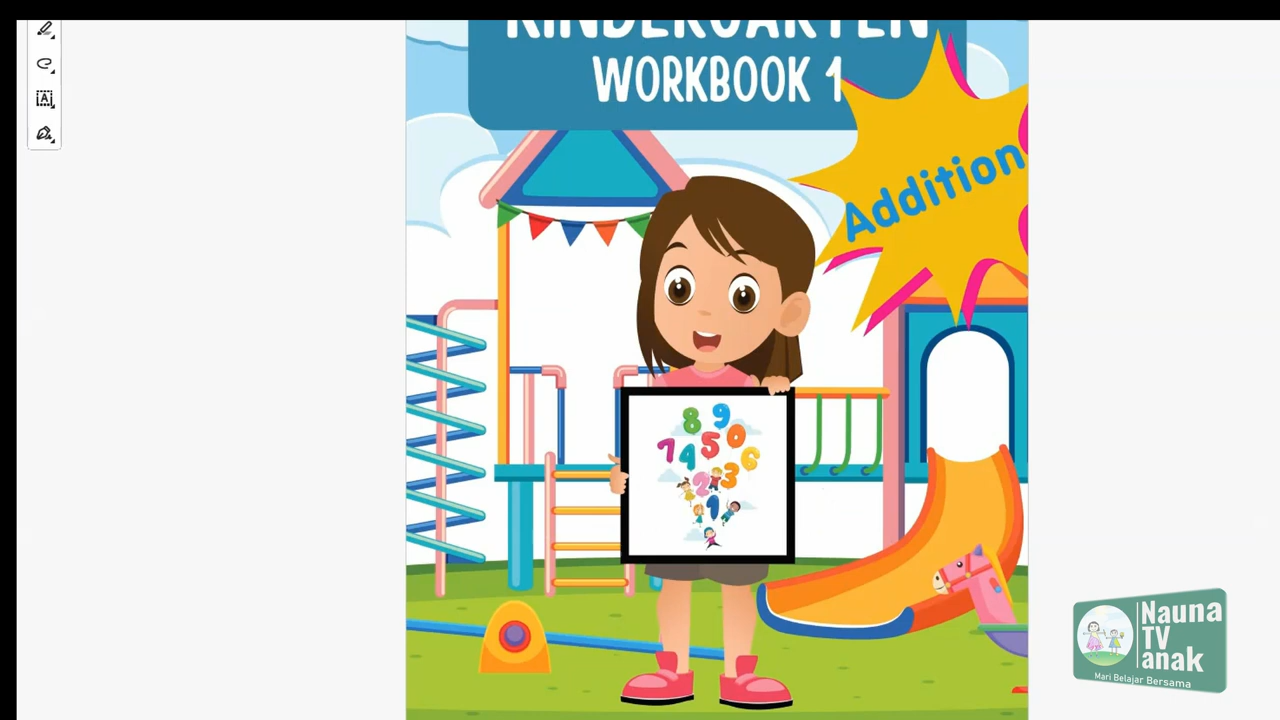 KINDERGARTEN
WORKBOOK 1
Addition
8 9
7 4 5 0 6
2 3
1
Nauna
TV
anak
Mari Belajar Bersama